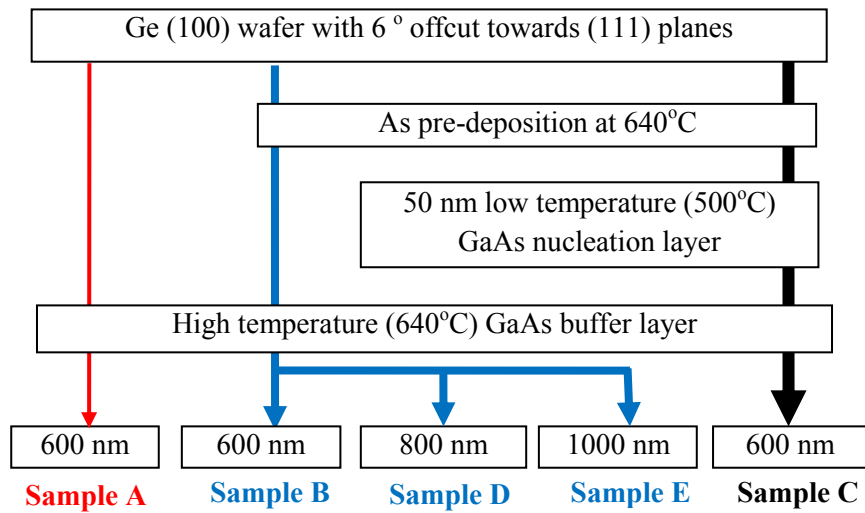 Ge (100) wafer with 6 ° offcut towards (111) planes
As pre-deposition at 640°C
50 nm low temperature (500°C)
GaAs nucleation layer
High temperature (640°C) GaAs buffer layer
600 nm
600 nm
800 nm
1000 nm
600 nm
Sample A
Sample B
Sample D
Sample E
Sample C